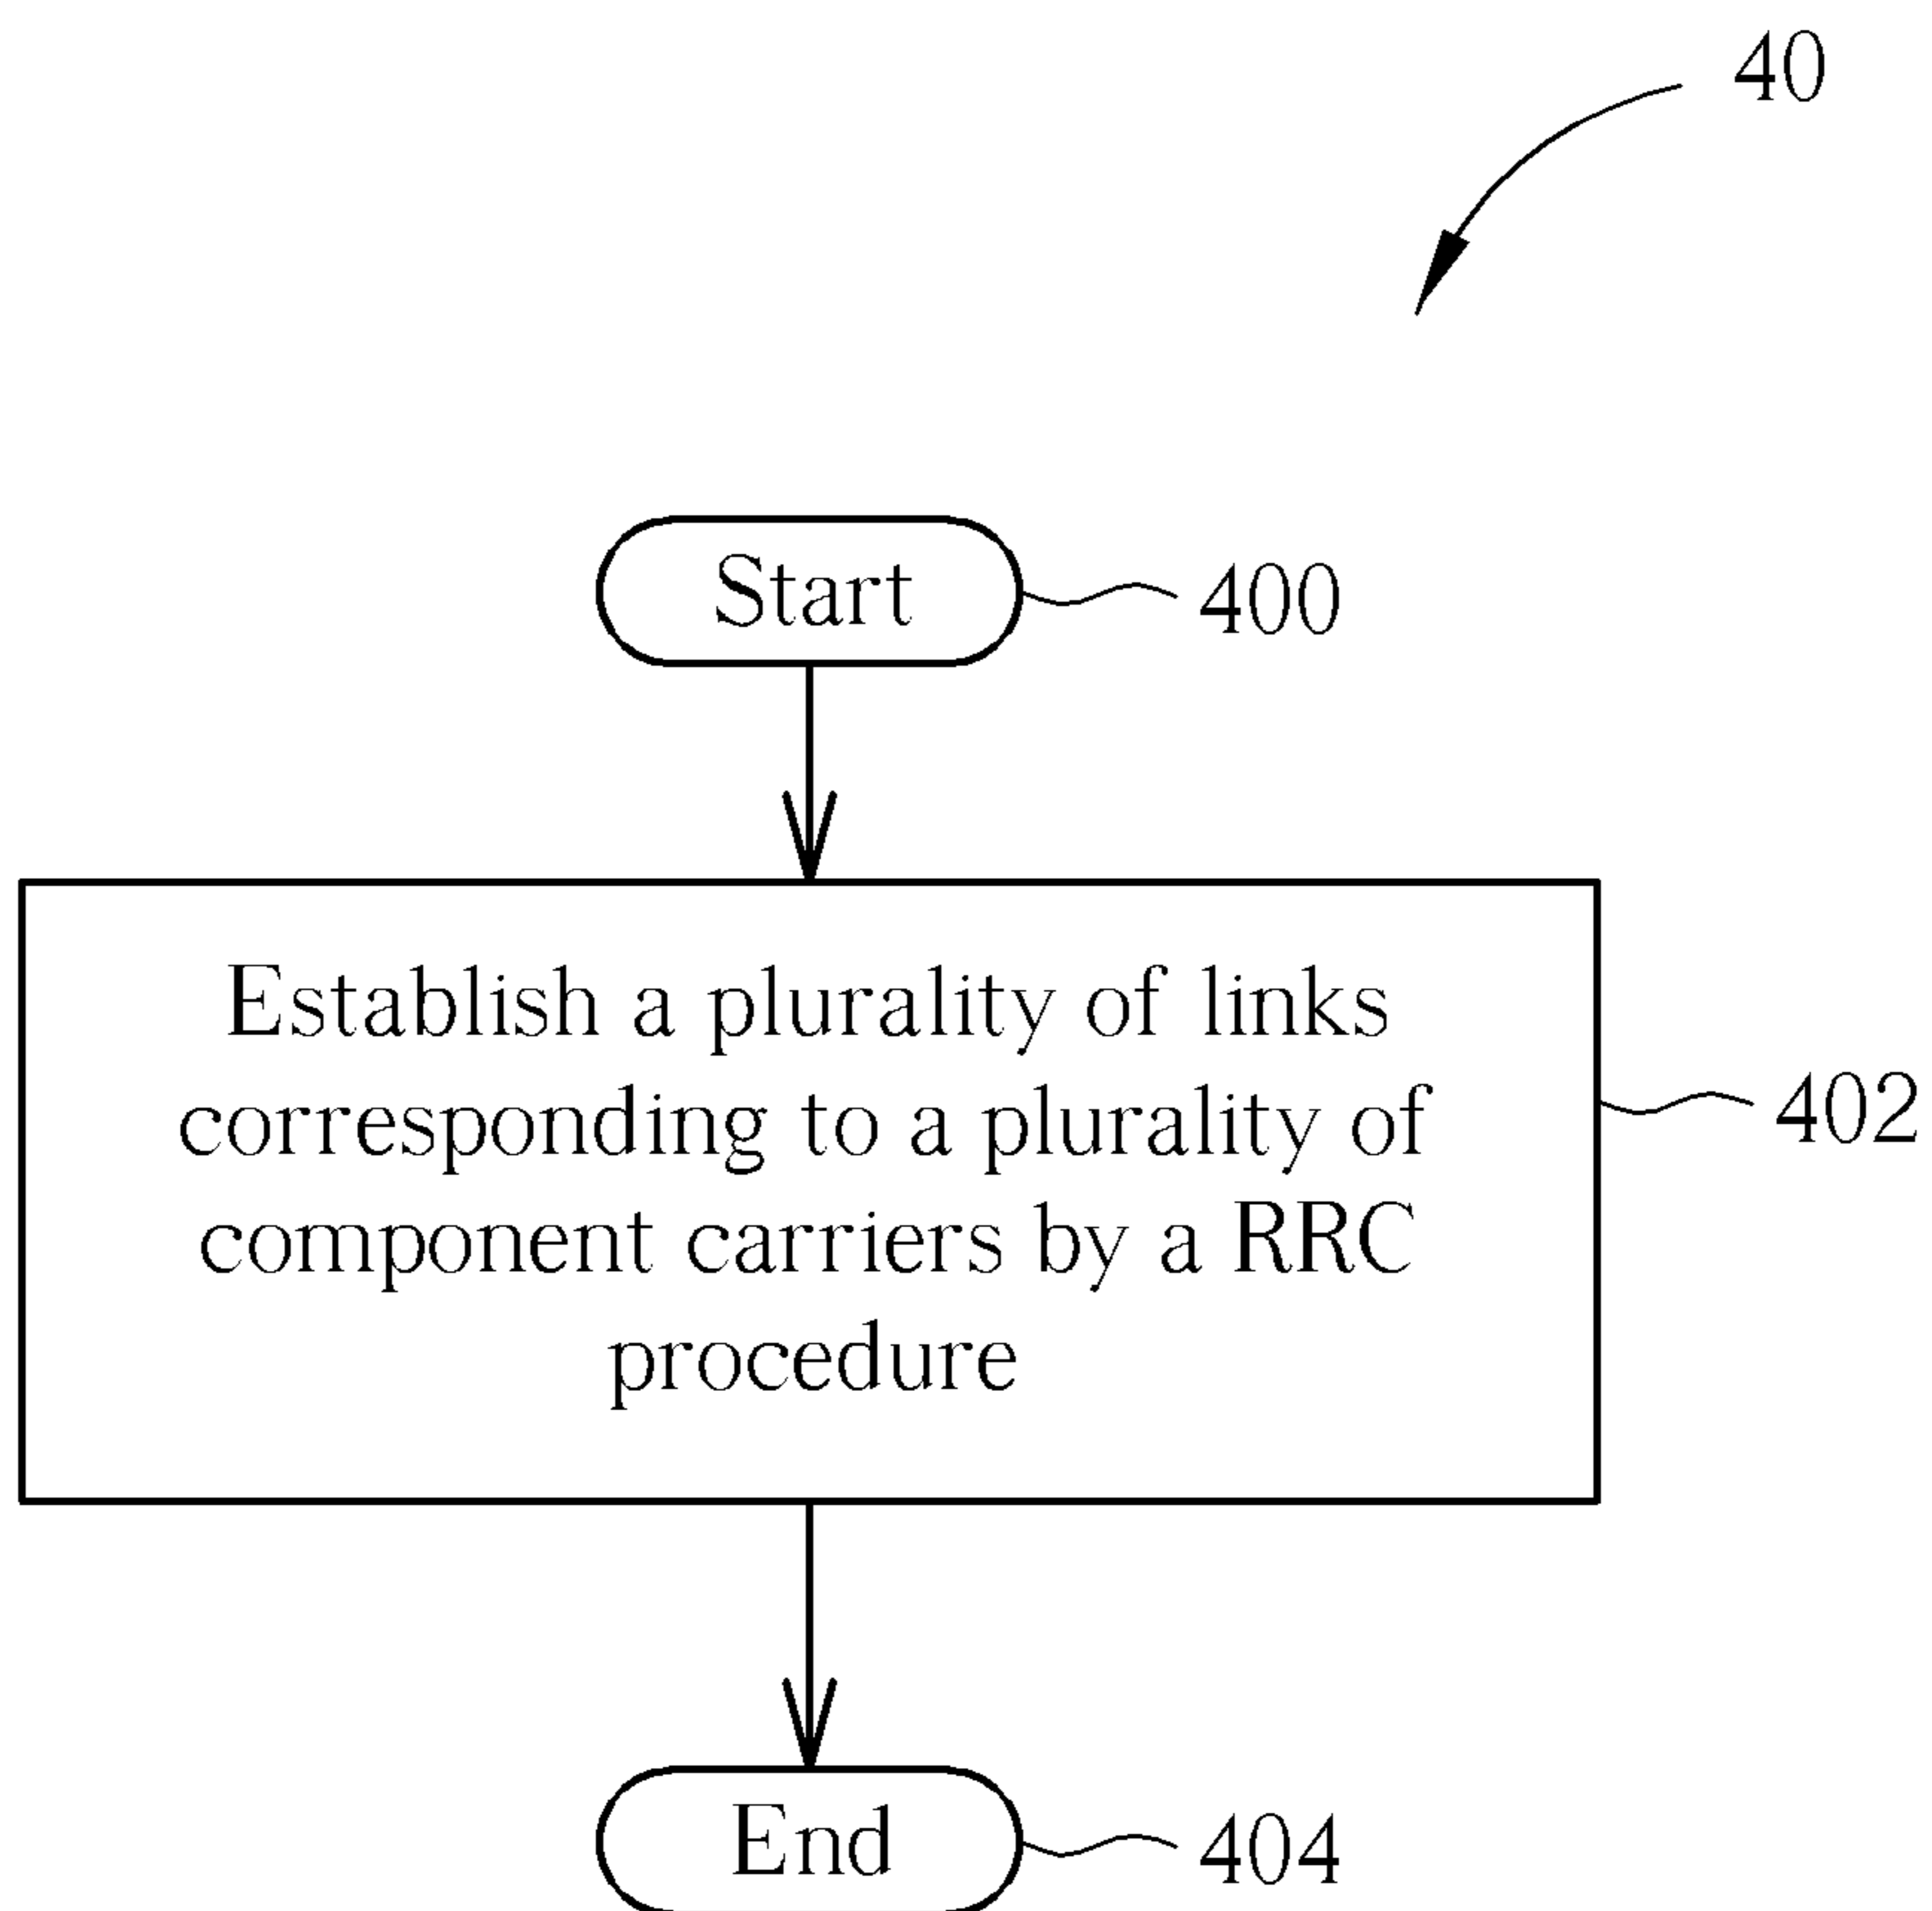 40
Start
400
Establish a plurality of links
corresponding to a plurality of
component carriers by a RRC
procedure
402
End
404